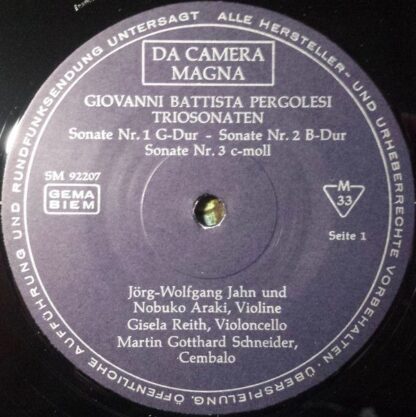 ALLE HERSTELLER- UND URHEBERRECHTE VORBEHALTEN. ÜBERSPIELUNG, ÖFFENTLICHE AUFFÜHRUNG UND RUNDFUNKSENDUNG UNTERSAGT
DA CAMERA
MAGNA
GIOVANNI BATTISTA PERGOLESI
TRIOSONATEN
Sonate Nr. 1 G-Dur - Sonate Nr. 2 B-Dur
Sonate Nr. 3 c-moll
SM 92207
GEMA
BIEM
M
33
Seite 1
Jörg-Wolfgang Jahn und
Nobuko Araki, Violine
Gisela Reith, Violoncello
Martin Gotthard Schneider,
Cembalo